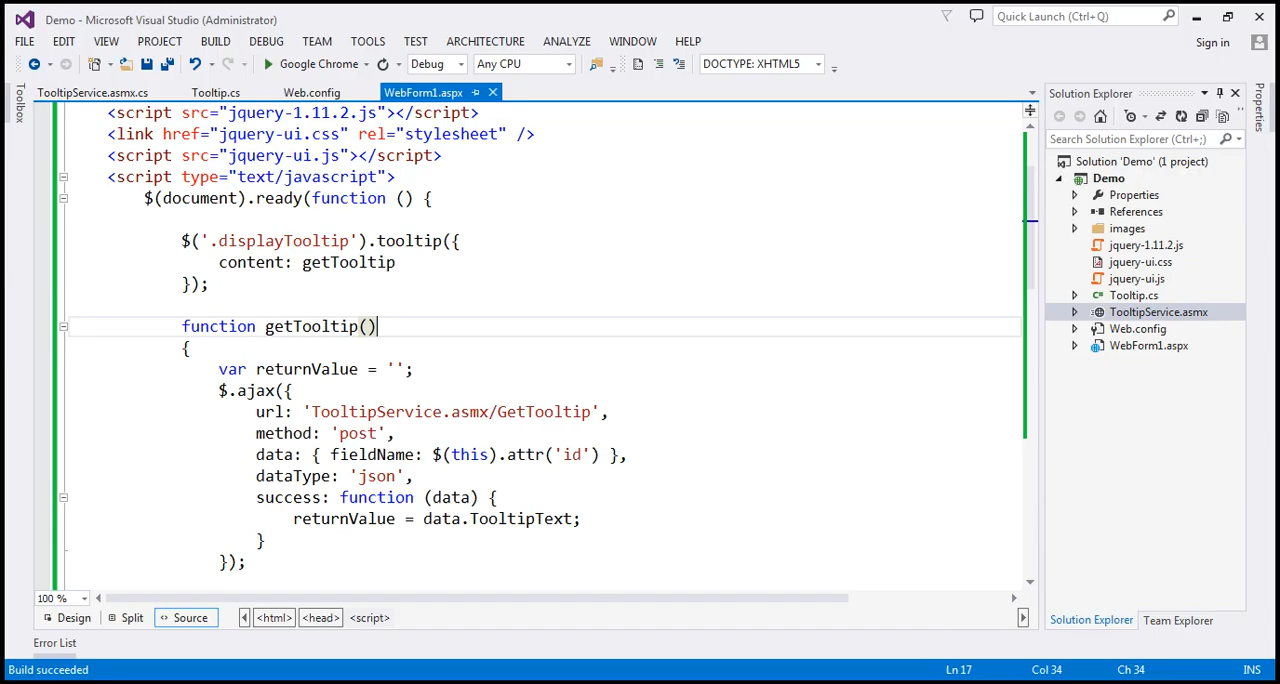 Demo - Microsoft Visual Studio (Administrator)
Quick Launch (Ctrl+Q)
FILE EDIT VIEW PROJECT BUILD DEBUG TEAM TOOLS TEST ARCHITECTURE ANALYZE WINDOW HELP
Sign in
Google Chrome Debug Any CPU DOCTYPE: XHTML5
Toolbox
TooltipService.asmx.cs Tooltip.cs Web.config WebForm1.aspx
<script src="jquery-1.11.2.js"></script>
<link href="jquery-ui.css" rel="stylesheet" />
<script src="jquery-ui.js"></script>
<script type="text/javascript">
$(document).ready(function () {
$('.displayTooltip').tooltip({
content: getTooltip
});
function getTooltip()
{
var returnValue = '';
$.ajax({
url: 'TooltipService.asmx/GetTooltip',
method: 'post',
data: { fieldName: $(this).attr('id') },
dataType: 'json',
success: function (data) {
returnValue = data.TooltipText;
}
});
100 %
Design Split Source <html> <head> <script>
Error List
Solution Explorer
Search Solution Explorer (Ctrl+;)
Solution 'Demo' (1 project)
Demo
Properties
References
images
jquery-1.11.2.js
jquery-ui.css
jquery-ui.js
Tooltip.cs
TooltipService.asmx
Web.config
WebForm1.aspx
Solution Explorer Team Explorer
Properties
Build succeeded Ln 17 Col 34 Ch 34 INS